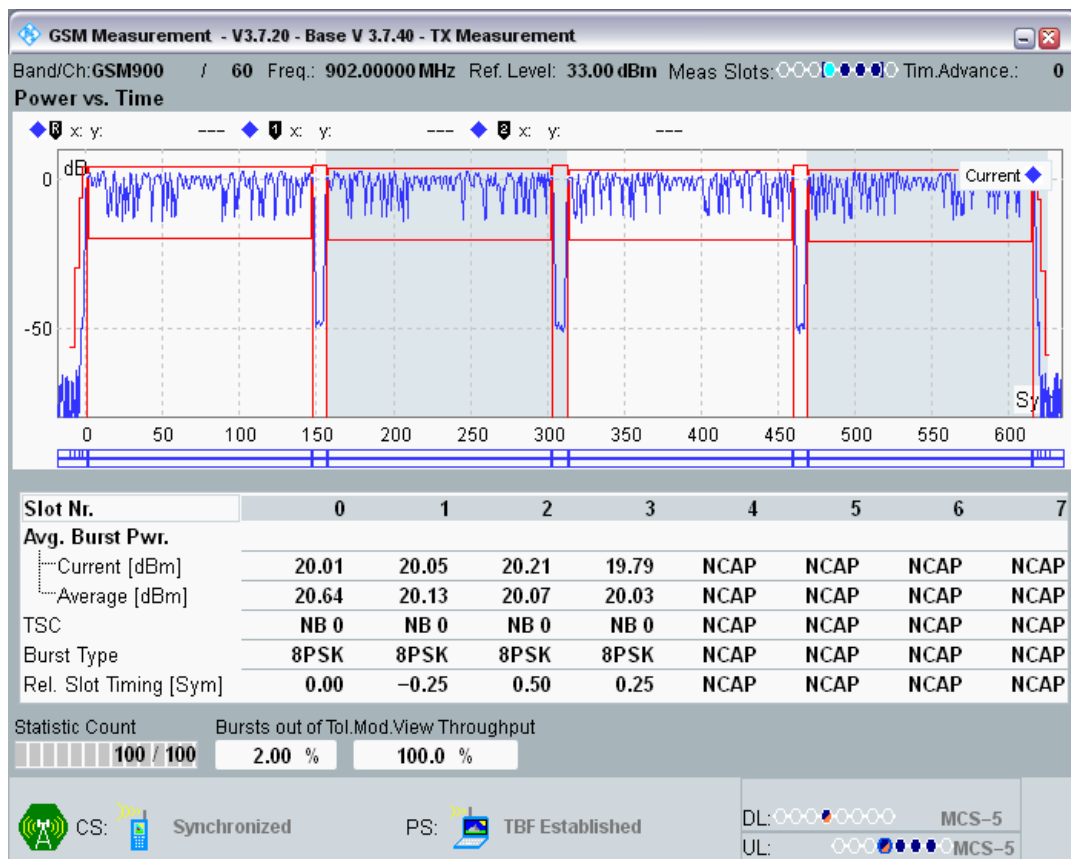 GSM Measurement - V3.7.20 - Base V 3.7.40 - TX Measurement
Band/Ch:GSM900 / 60 Freq.: 902.00000 MHz Ref. Level: 33.00 dBm Meas Slots: Tim.Advance.: 0
Power vs. Time
R x: y: --- 1 x: y: --- 2 x: y: ---
dB
Current
0
-50
Sy
0 50 100 150 200 250 300 350 400 450 500 550 600
Slot Nr. 0 1 2 3 4 5 6 7
Avg. Burst Pwr.
Current [dBm] 20.01 20.05 20.21 19.79 NCAP NCAP NCAP NCAP
Average [dBm] 20.64 20.13 20.07 20.03 NCAP NCAP NCAP NCAP
TSC NB 0 NB 0 NB 0 NB 0 NCAP NCAP NCAP NCAP
Burst Type 8PSK 8PSK 8PSK 8PSK NCAP NCAP NCAP NCAP
Rel. Slot Timing [Sym] 0.00 −0.25 0.50 0.25 NCAP NCAP NCAP NCAP
Statistic Count Bursts out of Tol.Mod.View Throughput
100 / 100 2.00 % 100.0 %
CS: Synchronized PS: TBF Established
DL: MCS−5
UL: MCS−5